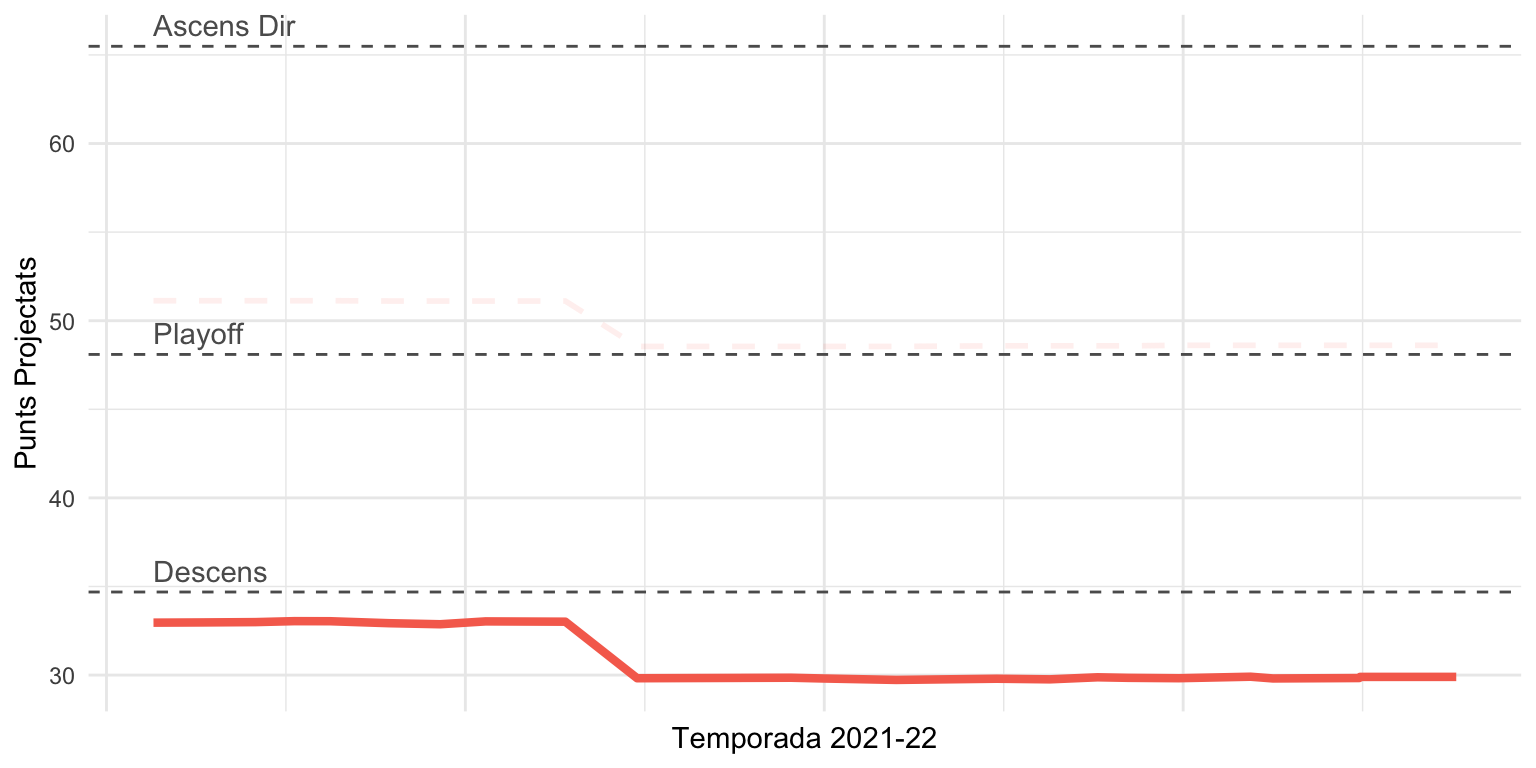 Ascens Dir
60
50
Playoff
40
Descens
30
Punts Projectats
Temporada 2021-22